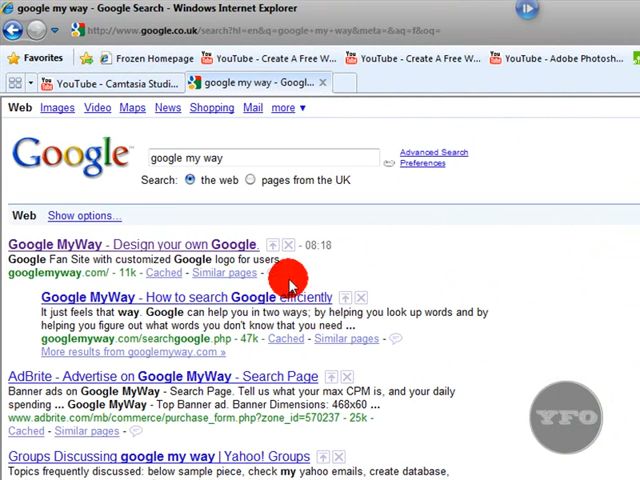 google my way - Google Search - Windows Internet Explorer
http://www.google.co.uk/search?hl=en&q=google+my+way&meta=&aq=f&oq=
Favorites Frozen Homepage YouTube - Create A Free W... YouTube - Create A Free W... YouTube - Adobe Photosh...
YouTube - Camtasia Studi... google my way - Googl... X
Web Images Video Maps News Shopping Mail more ▼
Google google my way Advanced Search
Preferences
Search: the web pages from the UK
Web Show options...
Google MyWay - Design your own Google. - 08:18
Google Fan Site with customized Google logo for users.
googlemyway.com/ - 11k - Cached - Similar pages -
Google MyWay - How to search Google efficiently
It just feels that way. Google can help you in two ways; by helping you look up words and by
helping you figure out what words you don't know that you need ...
googlemyway.com/searchgoogle.php - 47k - Cached - Similar pages -
More results from googlemyway.com »
AdBrite - Advertise on Google MyWay - Search Page
Banner ads on Google MyWay - Search Page. Tell us what your max CPM is, and your daily
spending ... Google MyWay - Top Banner ad. Banner Dimensions: 468x60 ...
www.adbrite.com/mb/commerce/purchase_form.php?zone_id=570237 - 25k -
Cached - Similar pages -
YFO
Groups Discussing google my way | Yahoo! Groups
Topics frequently discussed: below sample piece, check my yahoo emails, create database,